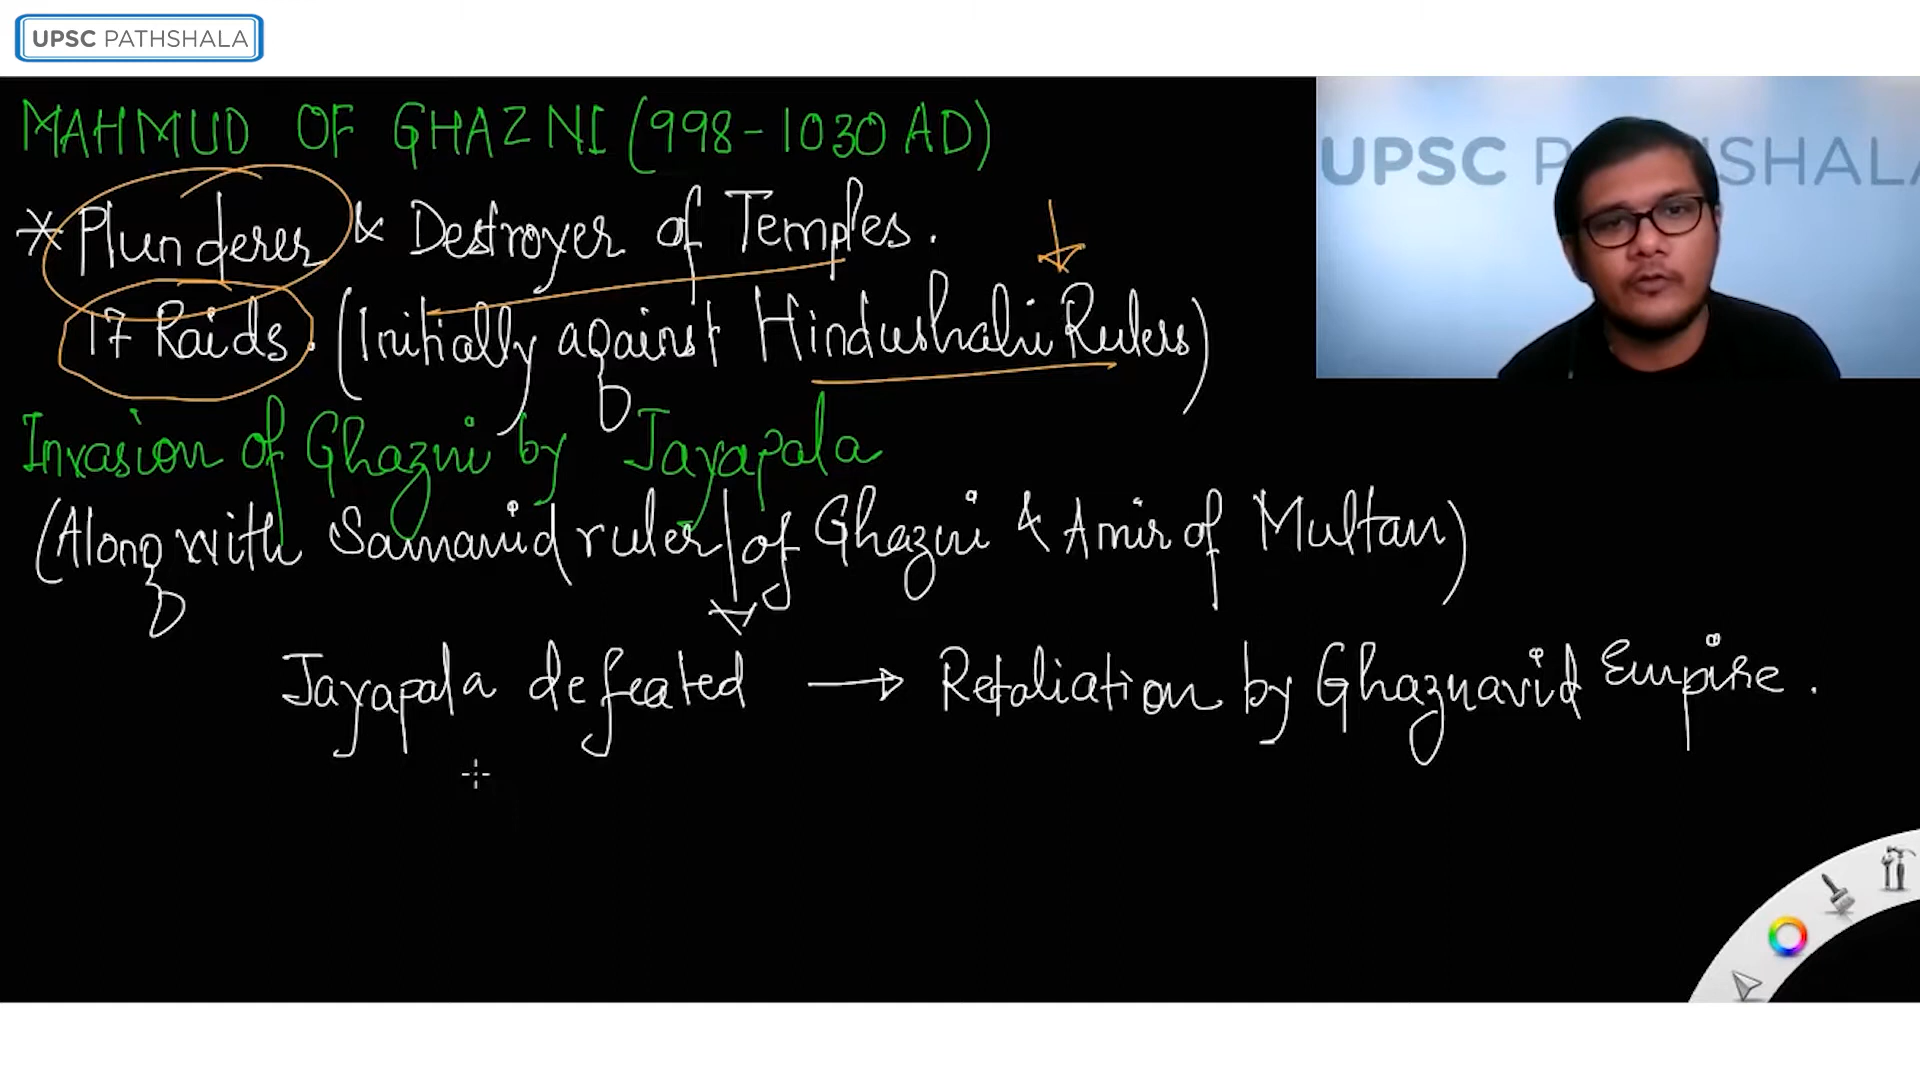 UPSC PATHSHALA
MAHMUD OF GHAZNI (998-1030 AD)
UPSC P SHALA
* Plunderer & Destroyer of Temples.
17 Raids. (Initially against Hindushahi Rulers)
Invasion of Ghazni by Jayapala
(Along with Samanid ruler of Ghazni & Amir of Multan)
Jayapala defeated → Retaliation by Ghaznavid Empire.